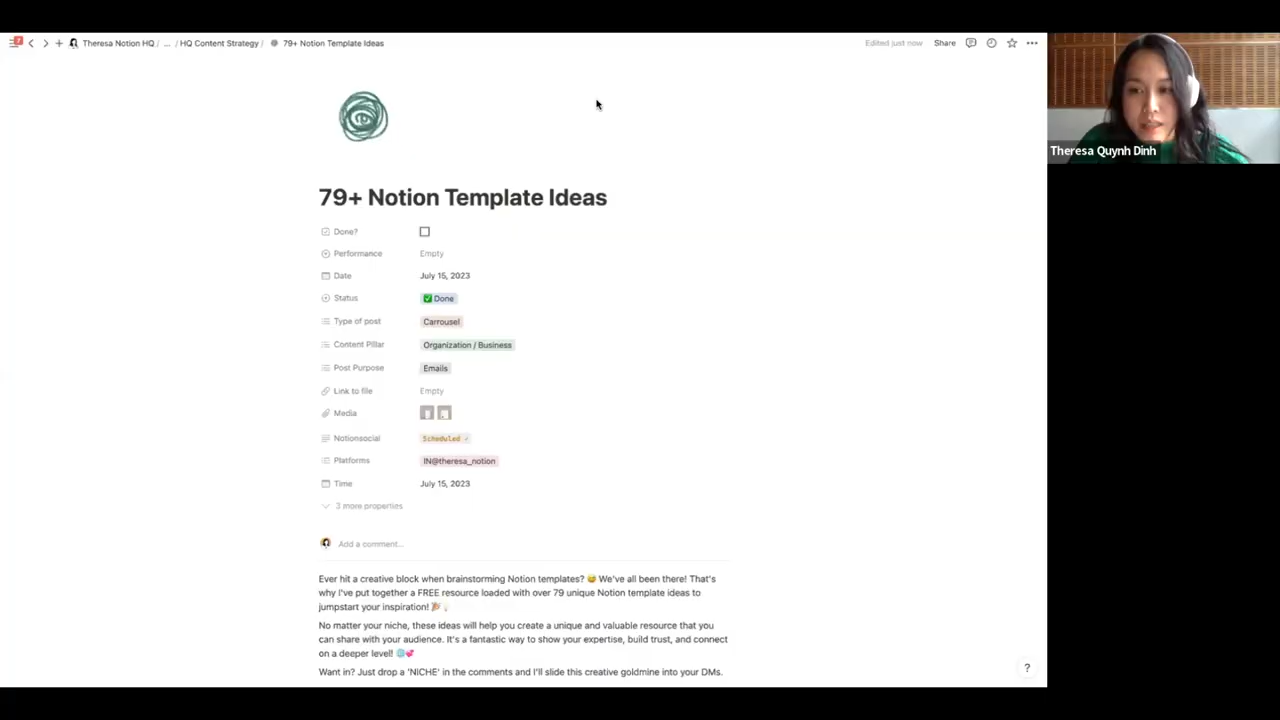 7
Theresa Notion HQ / ... / HQ Content Strategy / 79+ Notion Template Ideas
Edited just now Share
Theresa Quynh Dinh
79+ Notion Template Ideas
Done?
Performance Empty
Date July 15, 2023
Status ✅ Done
Type of post Carrousel
Content Pillar Organization / Business
Post Purpose Emails
Link to file Empty
Media
Notionsocial Scheduled ✓
Platforms IN@theresa_notion
Time July 15, 2023
3 more properties
Add a comment...
Ever hit a creative block when brainstorming Notion templates? 😅 We've all been there! That's
why I've put together a FREE resource loaded with over 79 unique Notion template ideas to
jumpstart your inspiration! 🎉💡
No matter your niche, these ideas will help you create a unique and valuable resource that you
can share with your audience. It's a fantastic way to show your expertise, build trust, and connect
on a deeper level! 🌐💞
Want in? Just drop a 'NICHE' in the comments and I'll slide this creative goldmine into your DMs.
?